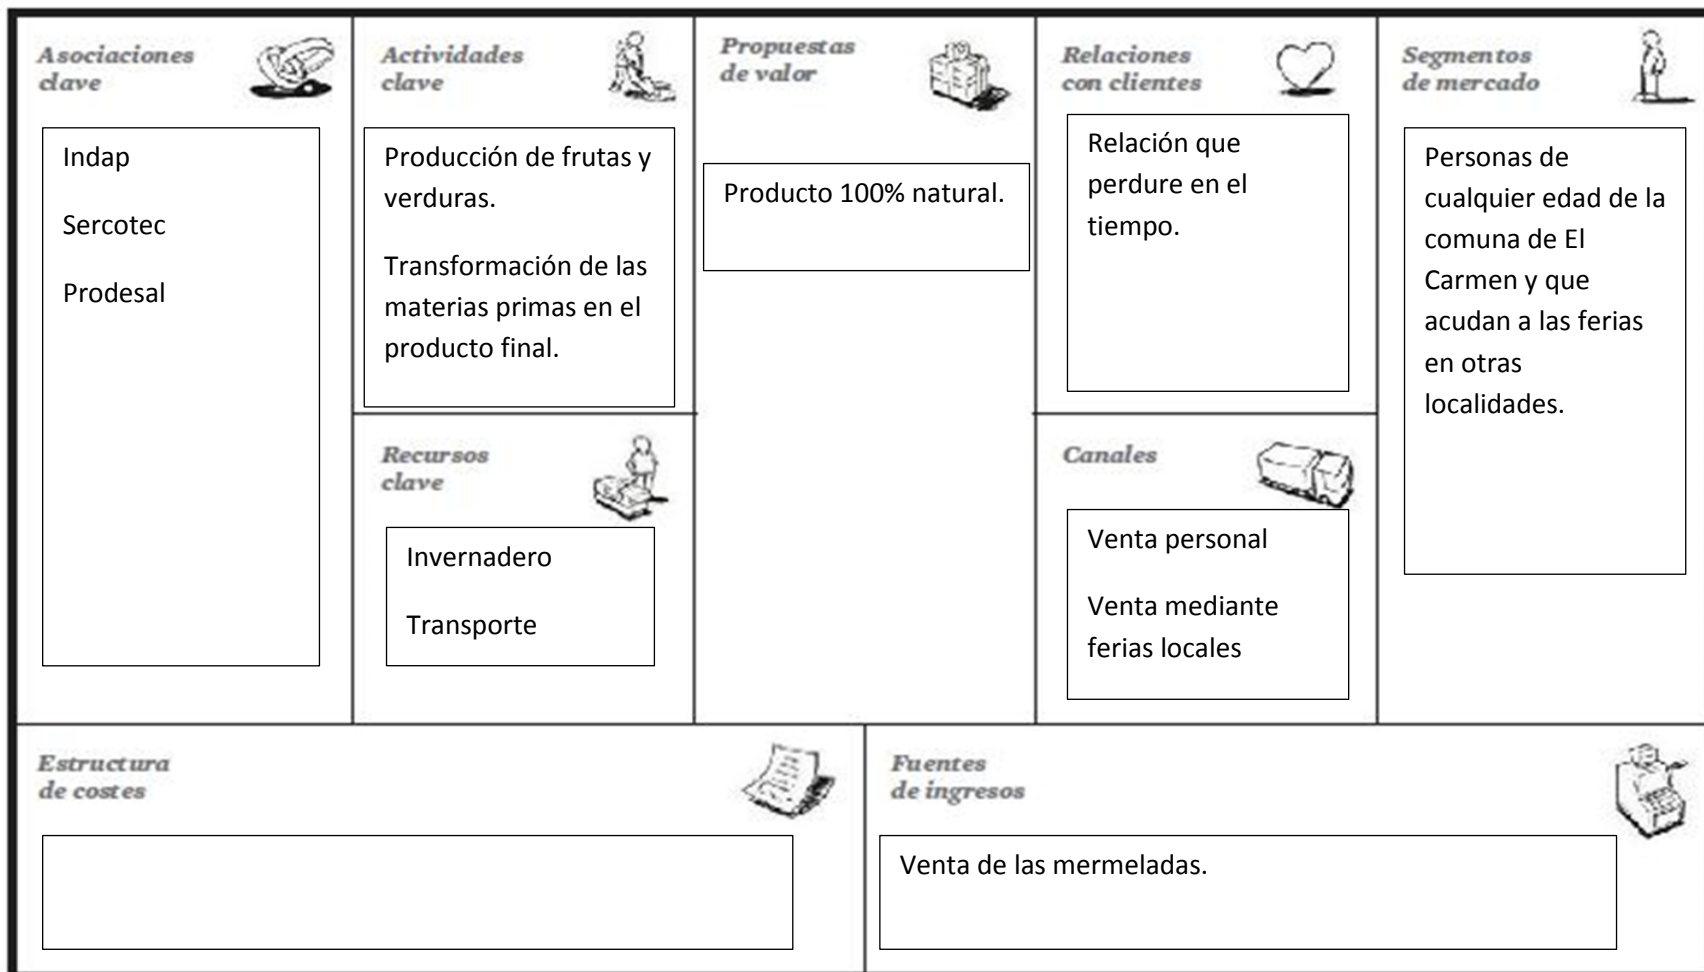 Asociaciones
clave
Indap
Sercotec
Prodesal
Actividades
clave
Producción de frutas y
verduras.
Transformación de las
materias primas en el
producto final.
Recursos
clave
Invernadero
Transporte
Propuestas
de valor
Producto 100% natural.
Relaciones
con clientes
Relación que
perdure en el
tiempo.
Canales
Venta personal
Venta mediante
ferias locales
Segmentos
de mercado
Personas de
cualquier edad de la
comuna de El
Carmen y que
acudan a las ferias
en otras
localidades.
Estructura
de costes
Fuentes
de ingresos
Venta de las mermeladas.